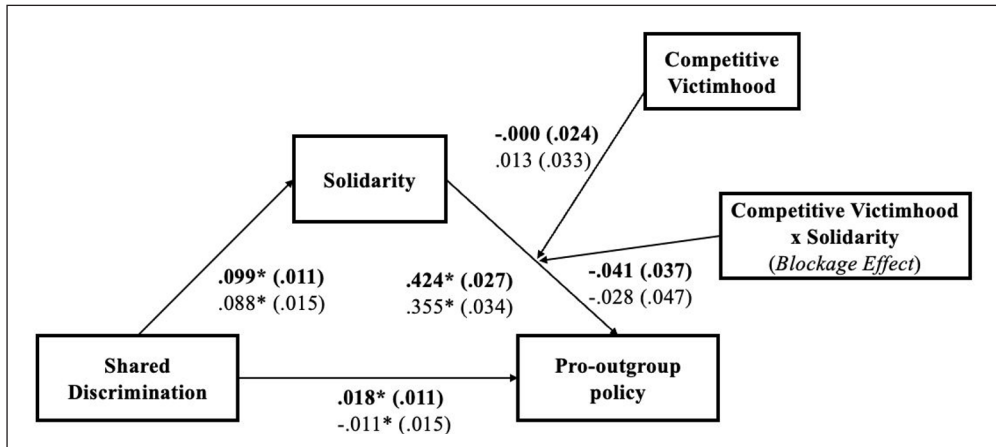 Competitive
Victimhood
-.000 (.024)
.013 (.033)
Solidarity
Competitive Victimhood
x Solidarity
(Blockage Effect)
.099* (.011)
.088* (.015)
.424* (.027)
.355* (.034)
-.041 (.037)
-.028 (.047)
Shared
Discrimination
Pro-outgroup
policy
.018* (.011)
-.011* (.015)